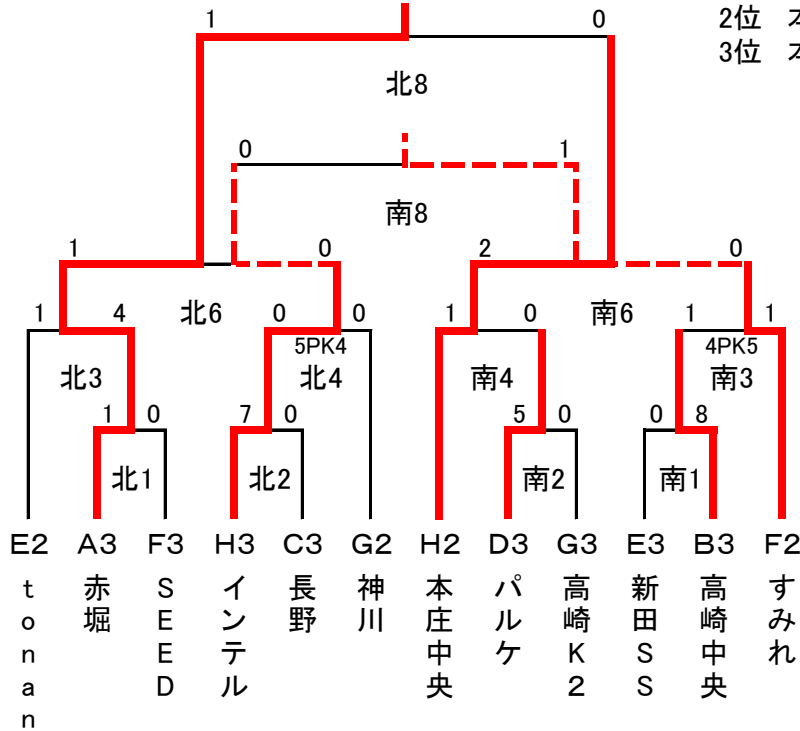 1 0 2位 本
3位 本
北8
0 1
南8
1 0 2 0
北6 南6
1 4 0 0 1 0 1 1
5PK4 4PK5
北3 北4 南4 南3
1 0 7 0 5 0 0 8
北1 北2 南2 南1
E2 A3 F3 H3 C3 G2 H2 D3 G3 E3 B3 F2
tonan
赤堀
SEED
インテル
長野
神川
本庄中央
パルケ
高崎K2
新田SS
高崎中央
すみれ